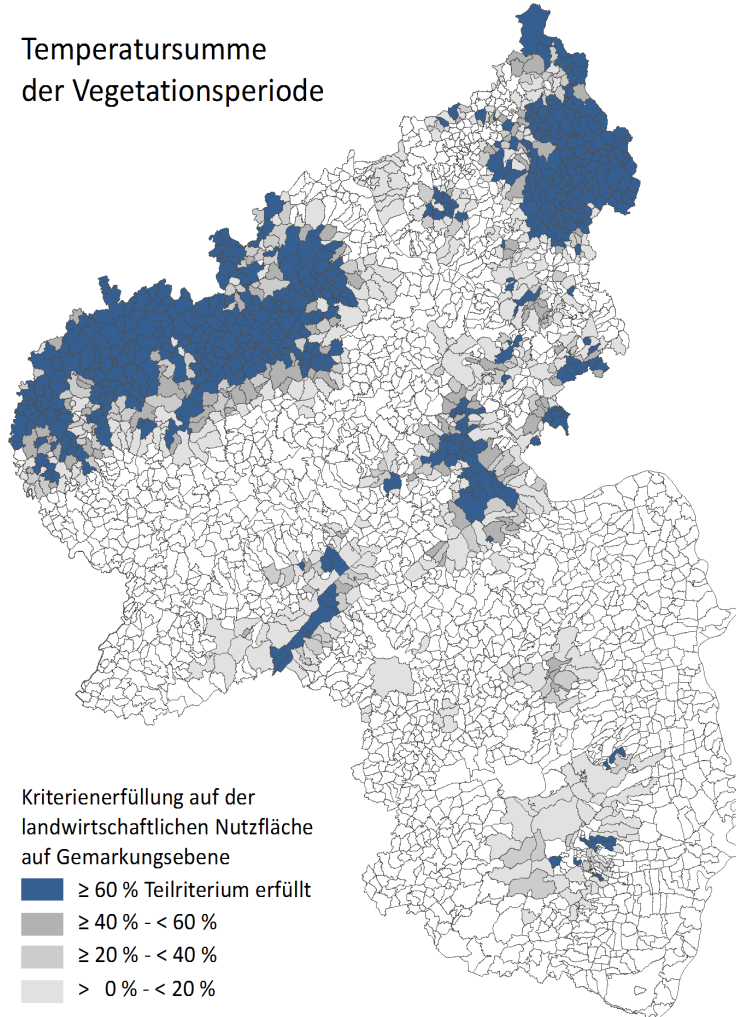 Temperatursumme
der Vegetationsperiode
Kriterienerfüllung auf der
landwirtschaftlichen Nutzfläche
auf Gemarkungsebene
≥ 60 % Teilriterium erfüllt
≥ 40 % - < 60 %
≥ 20 % - < 40 %
> 0 % - < 20 %